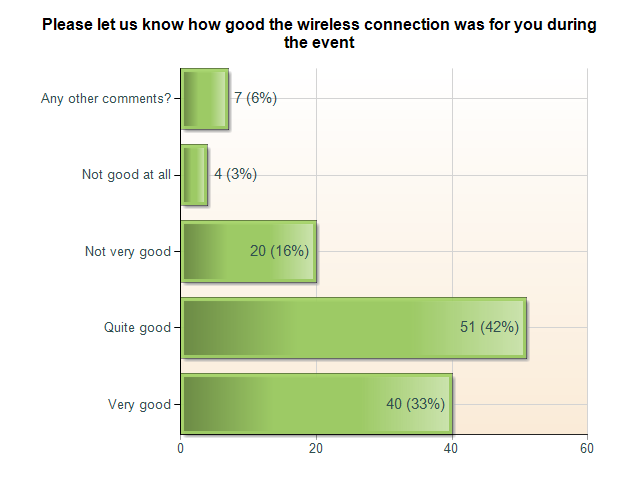 Please let us know how good the wireless connection was for you during
the event
Any other comments? 7 (6%)
Not good at all 4 (3%)
Not very good 20 (16%)
Quite good 51 (42%)
Very good 40 (33%)
0 20 40 60